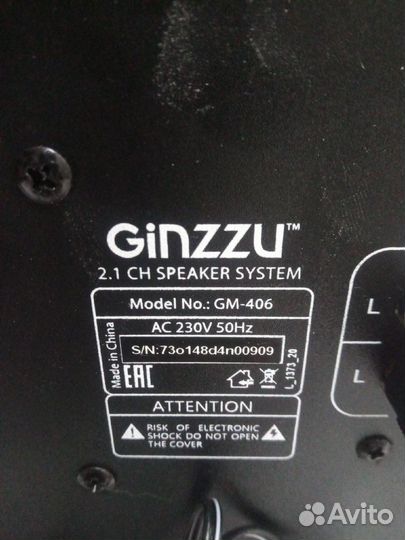 GiNZZU™
2.1 CH SPEAKER SYSTEM
Model No.: GM-406
AC 230V 50Hz
S/N:73o148d4n00909
Made in China
EAC
L_1373_20
ATTENTION
RISK OF ELECTRONIC
SHOCK DO NOT OPEN
THE COVER
L
L
Avito